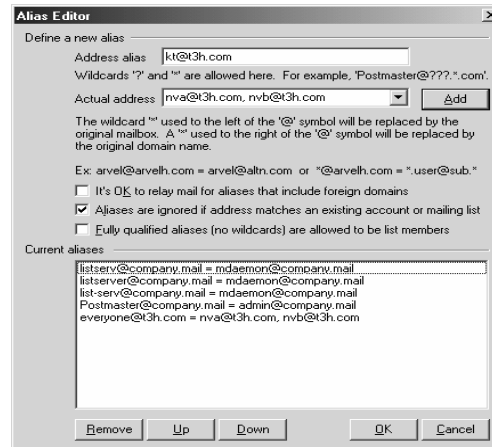 Alias Editor
Define a new alias
Address alias kt@t3h.com
Wildcards '?' and '*' are allowed here. For example, 'Postmaster@???.*.com'.
Actual address nva@t3h.com, nvb@t3h.com Add
The wildcard '*' used to the left of the '@' symbol will be replaced by the
original mailbox. A '*' used to the right of the '@' symbol will be replaced by
the original domain name.
Ex: arvel@arvelh.com = arvel@altn.com or *@arvelh.com = *.user@sub.*
It's OK to relay mail for aliases that include foreign domains
Aliases are ignored if address matches an existing account or mailing list
Fully qualified aliases (no wildcards) are allowed to be list members
Current aliases
listserv@company.mail = mdaemon@company.mail
listserver@company.mail = mdaemon@company.mail
list-serv@company.mail = mdaemon@company.mail
Postmaster@company.mail = admin@company.mail
everyone@t3h.com = nva@t3h.com, nvb@t3h.com
Remove Up Down OK Cancel